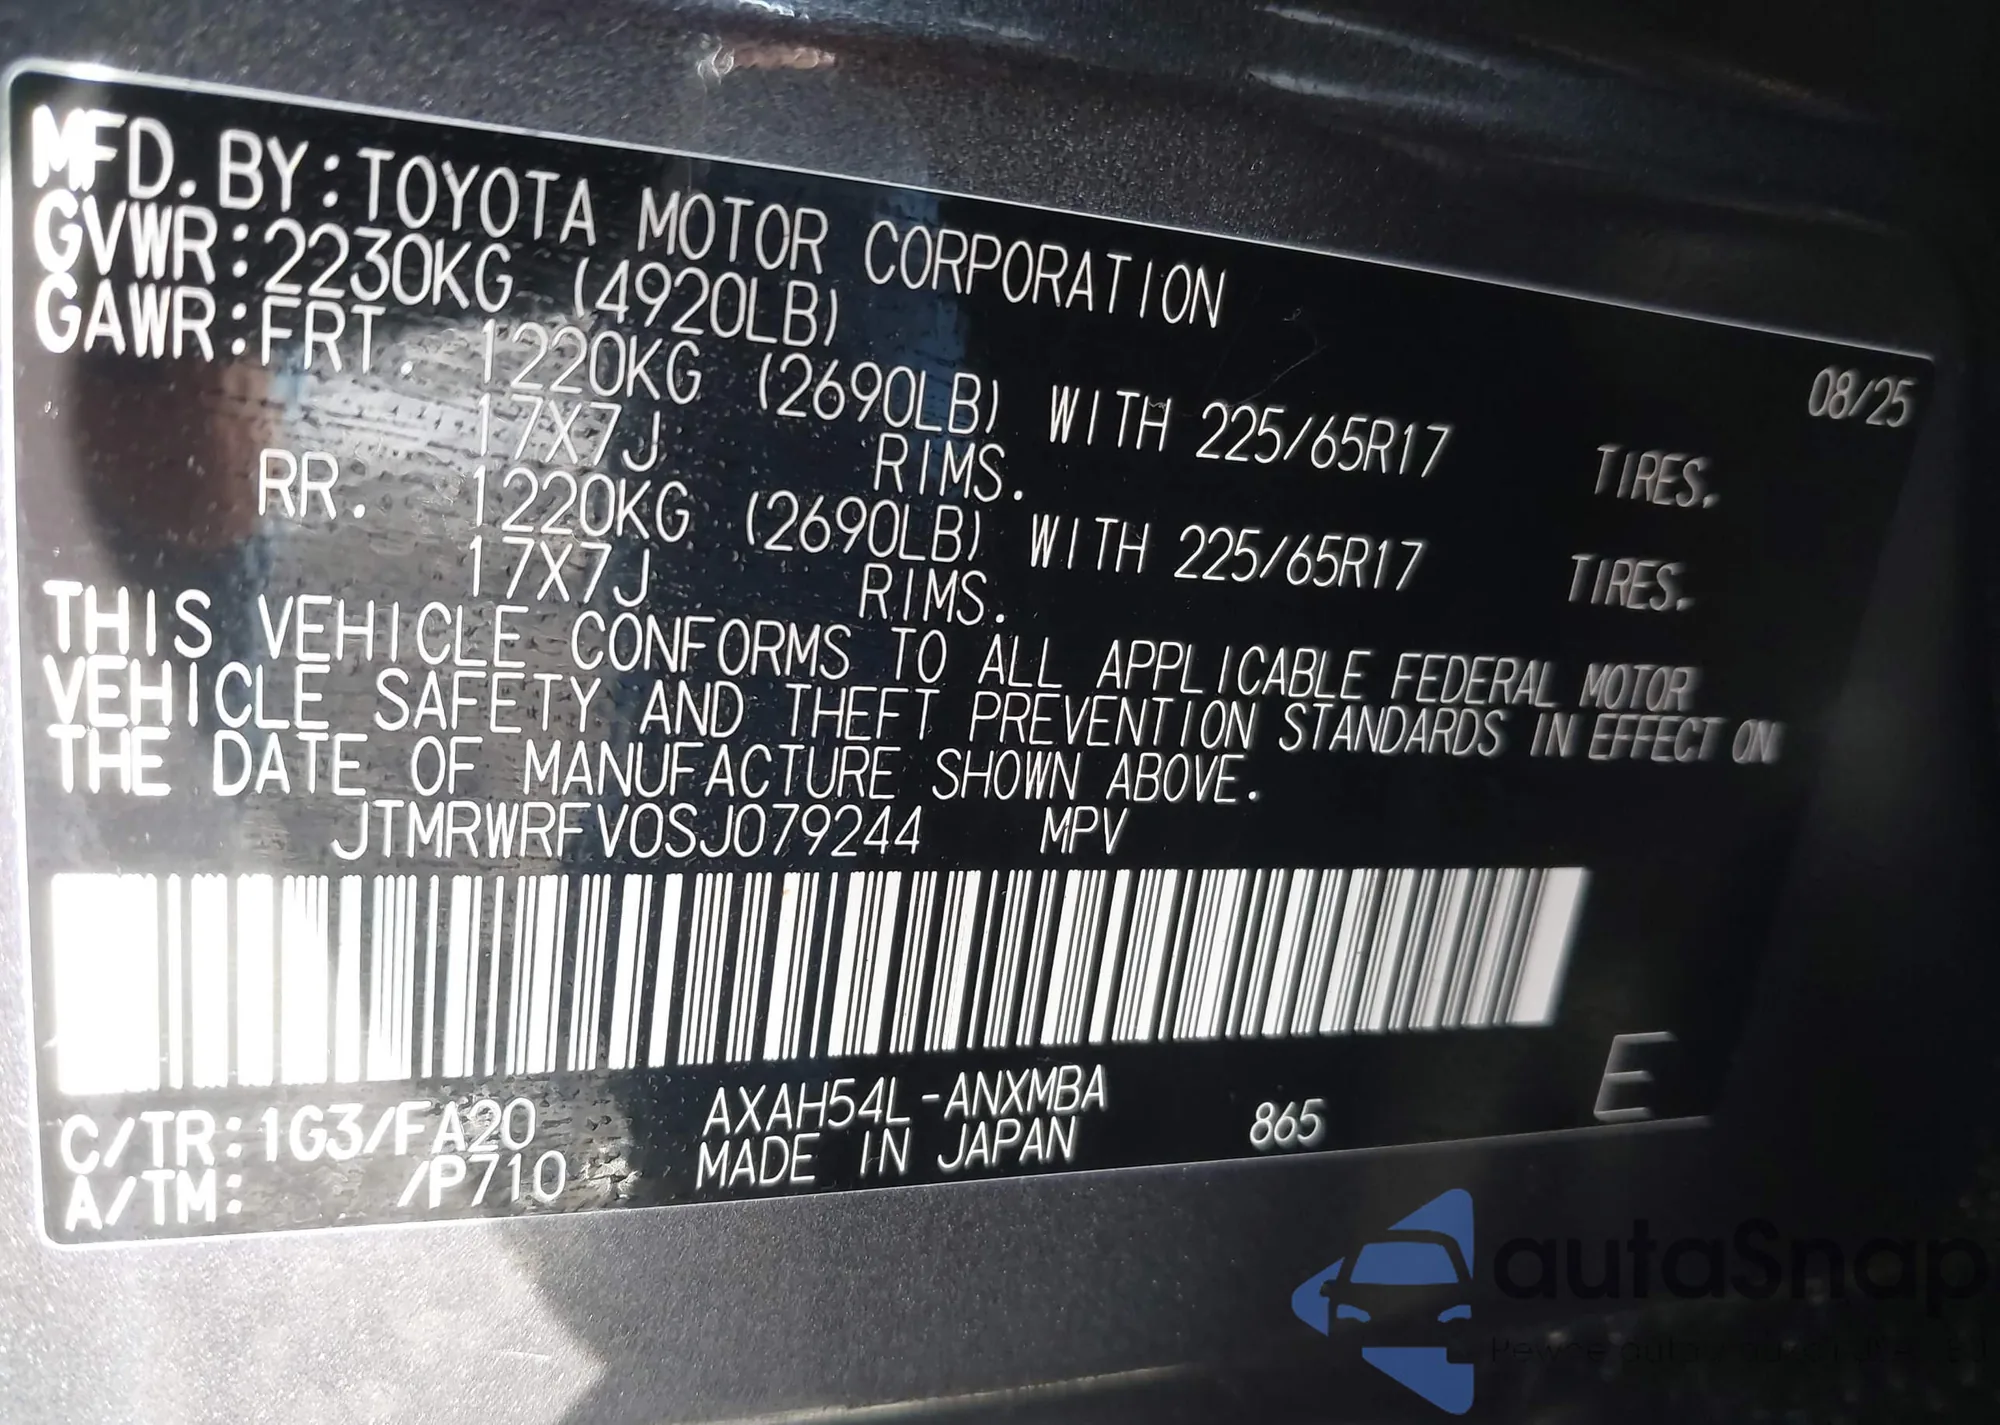 MFD. BY: TOYOTA MOTOR CORPORATION 08/25
GVWR: 2230KG (4920LB)
GAWR: FRT. 1220KG (2690LB) WITH 225/65R17 TIRES,
17X7J RIMS.
RR. 1220KG (2690LB) WITH 225/65R17 TIRES,
17X7J RIMS.
THIS VEHICLE CONFORMS TO ALL APPLICABLE FEDERAL MOTOR
VEHICLE SAFETY AND THEFT PREVENTION STANDARDS IN EFFECT ON
THE DATE OF MANUFACTURE SHOWN ABOVE.
JTMRWRFV0SJ079244 MPV
C/TR: 1G3/FA20 AXAH54L-ANXMBA 865 E
A/TM: /P710 MADE IN JAPAN
autaSnap